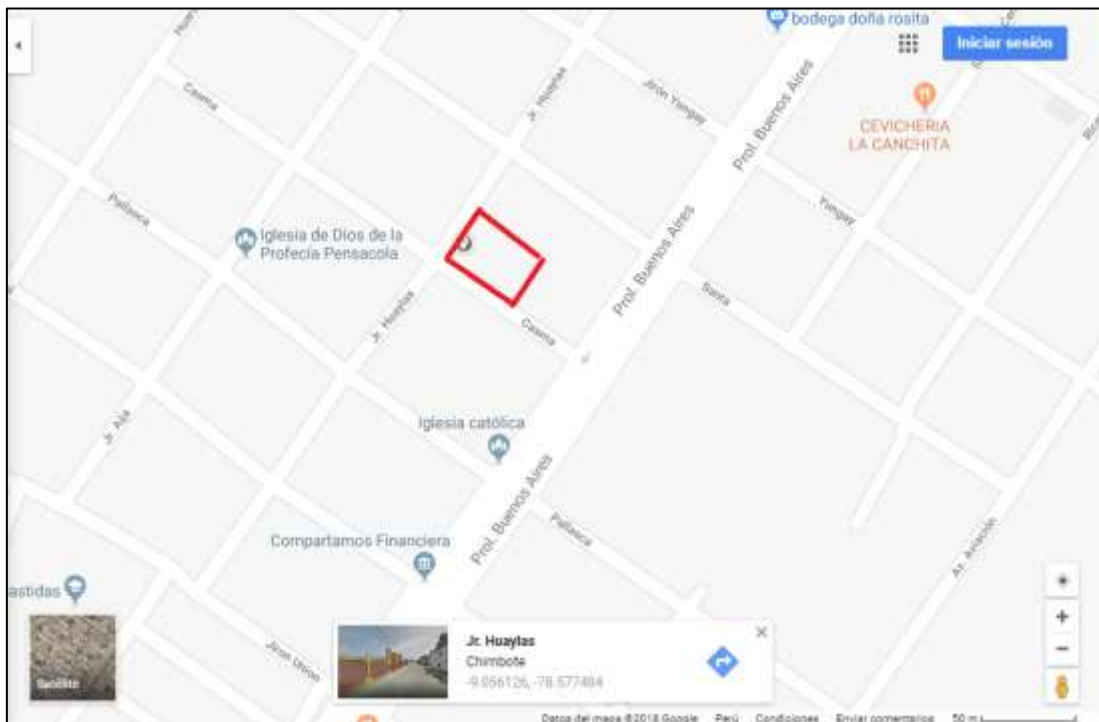 bodega doña rosita
Iniciar sesión
Jr. Huaylas
Casma
Jirón Yungay
Prol. Buenos Aires
CEVICHERIA
LA CANCHITA
Pallasca
Iglesia de Dios de la
Profecía Pensacola
Yungay
Prol. Buenos Aires
Santa
Jr. Huaylas
Casma
Jr. Aija
Iglesia católica
Prol. Buenos Aires
Pallasca
Av. Aviación
Compartamos Financiera
astidas
Jirón Union
Satélite
Jr. Huaylas
Chimbote
-9.056126, -78.577484
Datos del mapa ©2018 Google Perú Condiciones Enviar comentarios 50 m